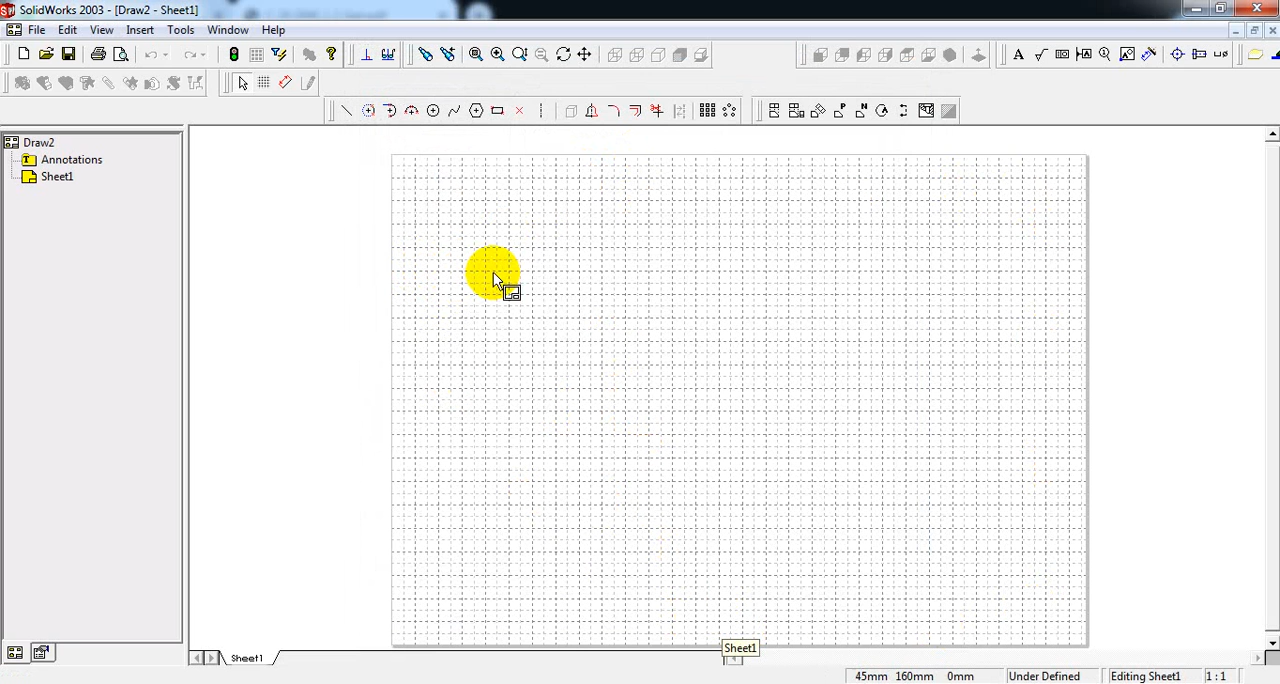 SolidWorks 2003 - [Draw2 - Sheet1]
File Edit View Insert Tools Window Help
Draw2
Annotations
Sheet1
Sheet1
Sheet1
45mm 160mm 0mm Under Defined Editing Sheet1 1 : 1